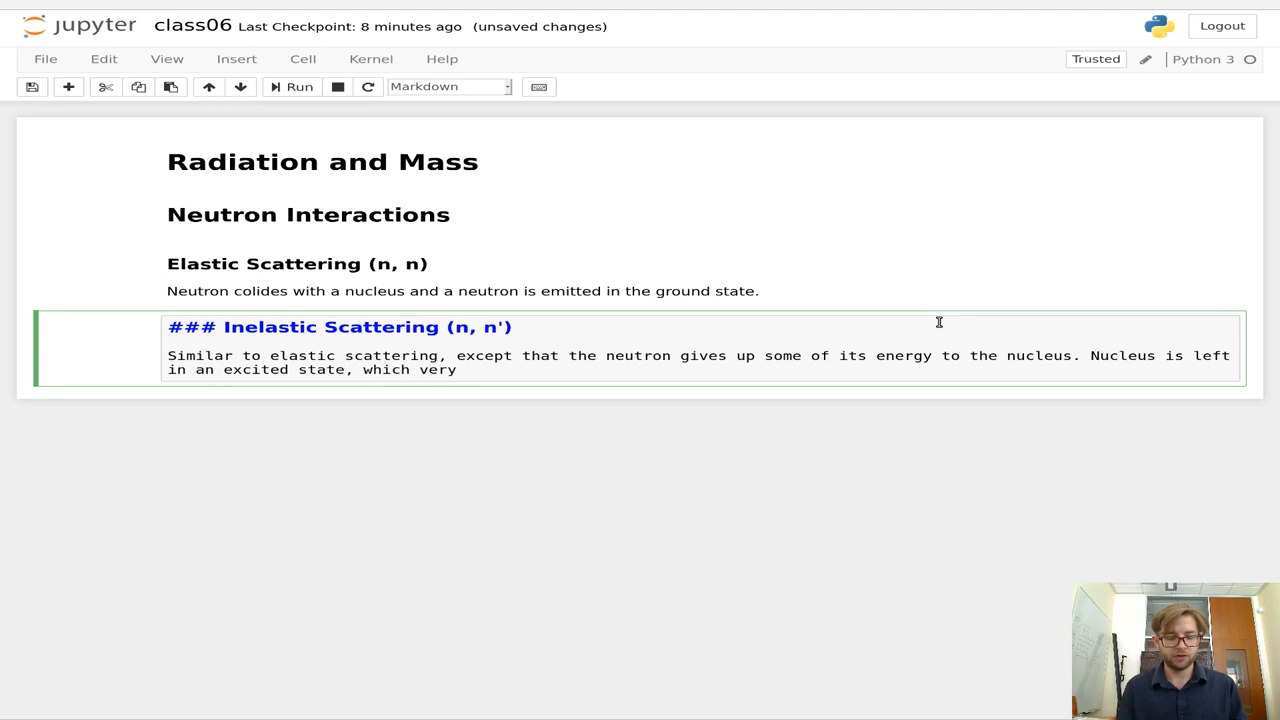 jupyter class06 Last Checkpoint: 8 minutes ago (unsaved changes) Logout
File Edit View Insert Cell Kernel Help Trusted Python 3
Run Markdown
Radiation and Mass
Neutron Interactions
Elastic Scattering (n, n)
Neutron colides with a nucleus and a neutron is emitted in the ground state.
### Inelastic Scattering (n, n')
Similar to elastic scattering, except that the neutron gives up some of its energy to the nucleus. Nucleus is left
in an excited state, which very